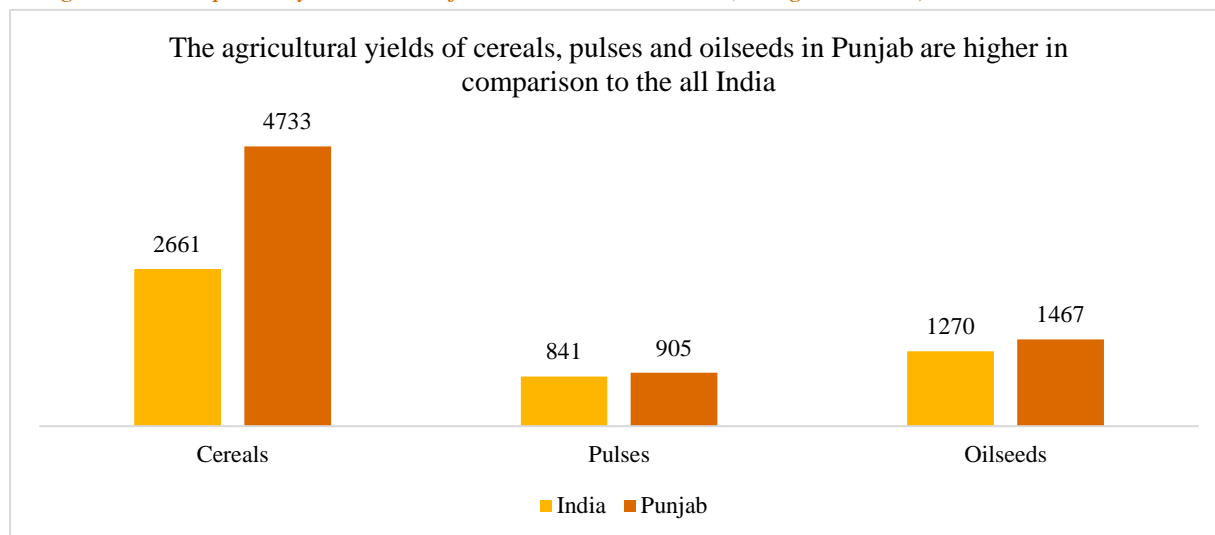 The agricultural yields of cereals, pulses and oilseeds in Punjab are higher in
comparison to the all India
4733
2661
841
905
1270
1467
Cereals
Pulses
Oilseeds
India
Punjab